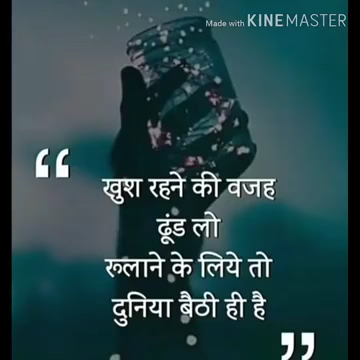 Made with KINEMASTER
“
खुश रहने की वजह
ढूंड लो
रूलाने के लिये तो
दुनिया बैठी ही है
”